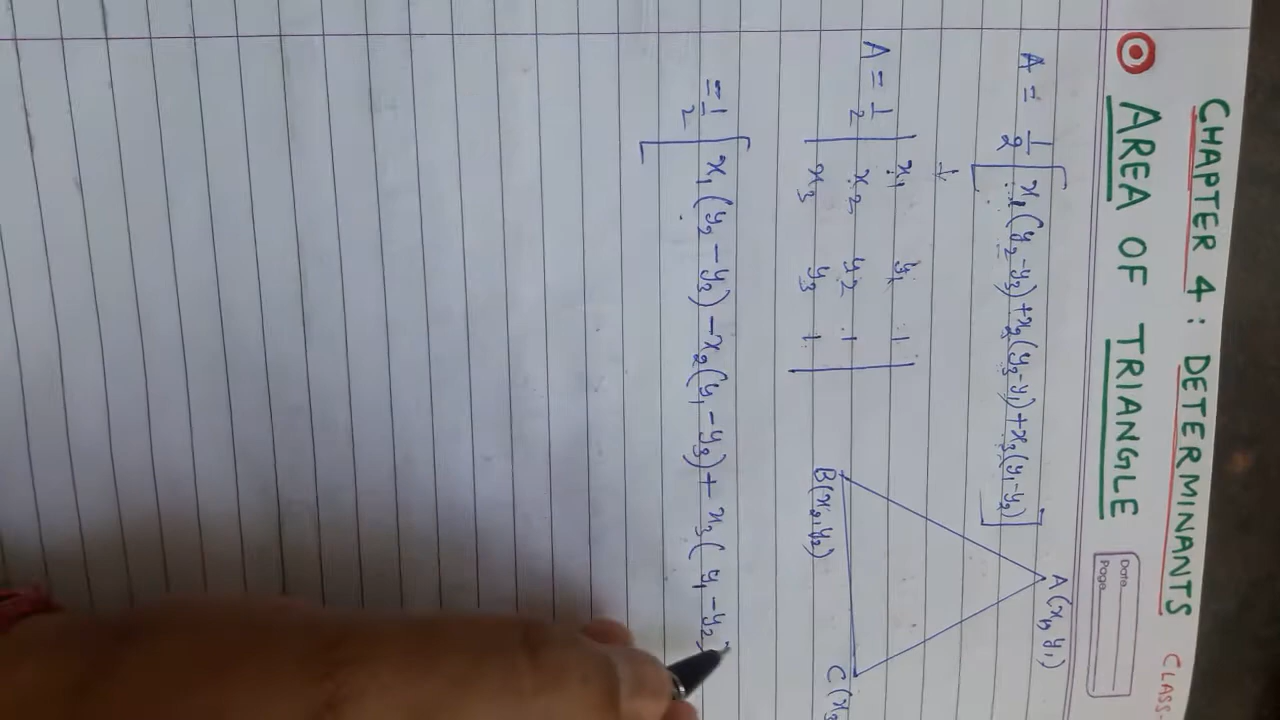 CHAPTER 4 : DETERMINANTS CLASS
AREA OF TRIANGLE
Date
Page
A = 1/2 [x₁(y₂-y₃)+x₂(y₃-y₁)+x₃(y₁-y₂)]
A(x₁, y₁)
A = 1/2 | x₁ y₁ 1 |
| x₂ y₂ 1 |
| x₃ y₃ 1 |
B(x₂, y₂)
C(x₃
= 1/2 [x₁(y₂ - y₃) - x₂(y₁ - y₃) + x₃(y₁ - y₂)